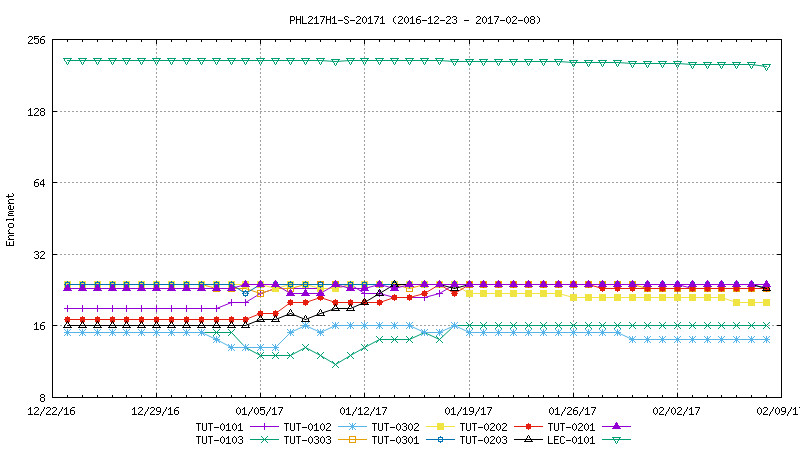 PHL217H1-S-20171 (2016-12-23 - 2017-02-08)
256
128
64
32
16
8
Enrolment
12/22/16 12/29/16 01/05/17 01/12/17 01/19/17 01/26/17 02/02/17 02/09/17
TUT-0101 TUT-0102 TUT-0302 TUT-0202 TUT-0201
TUT-0103 TUT-0303 TUT-0301 TUT-0203 LEC-0101